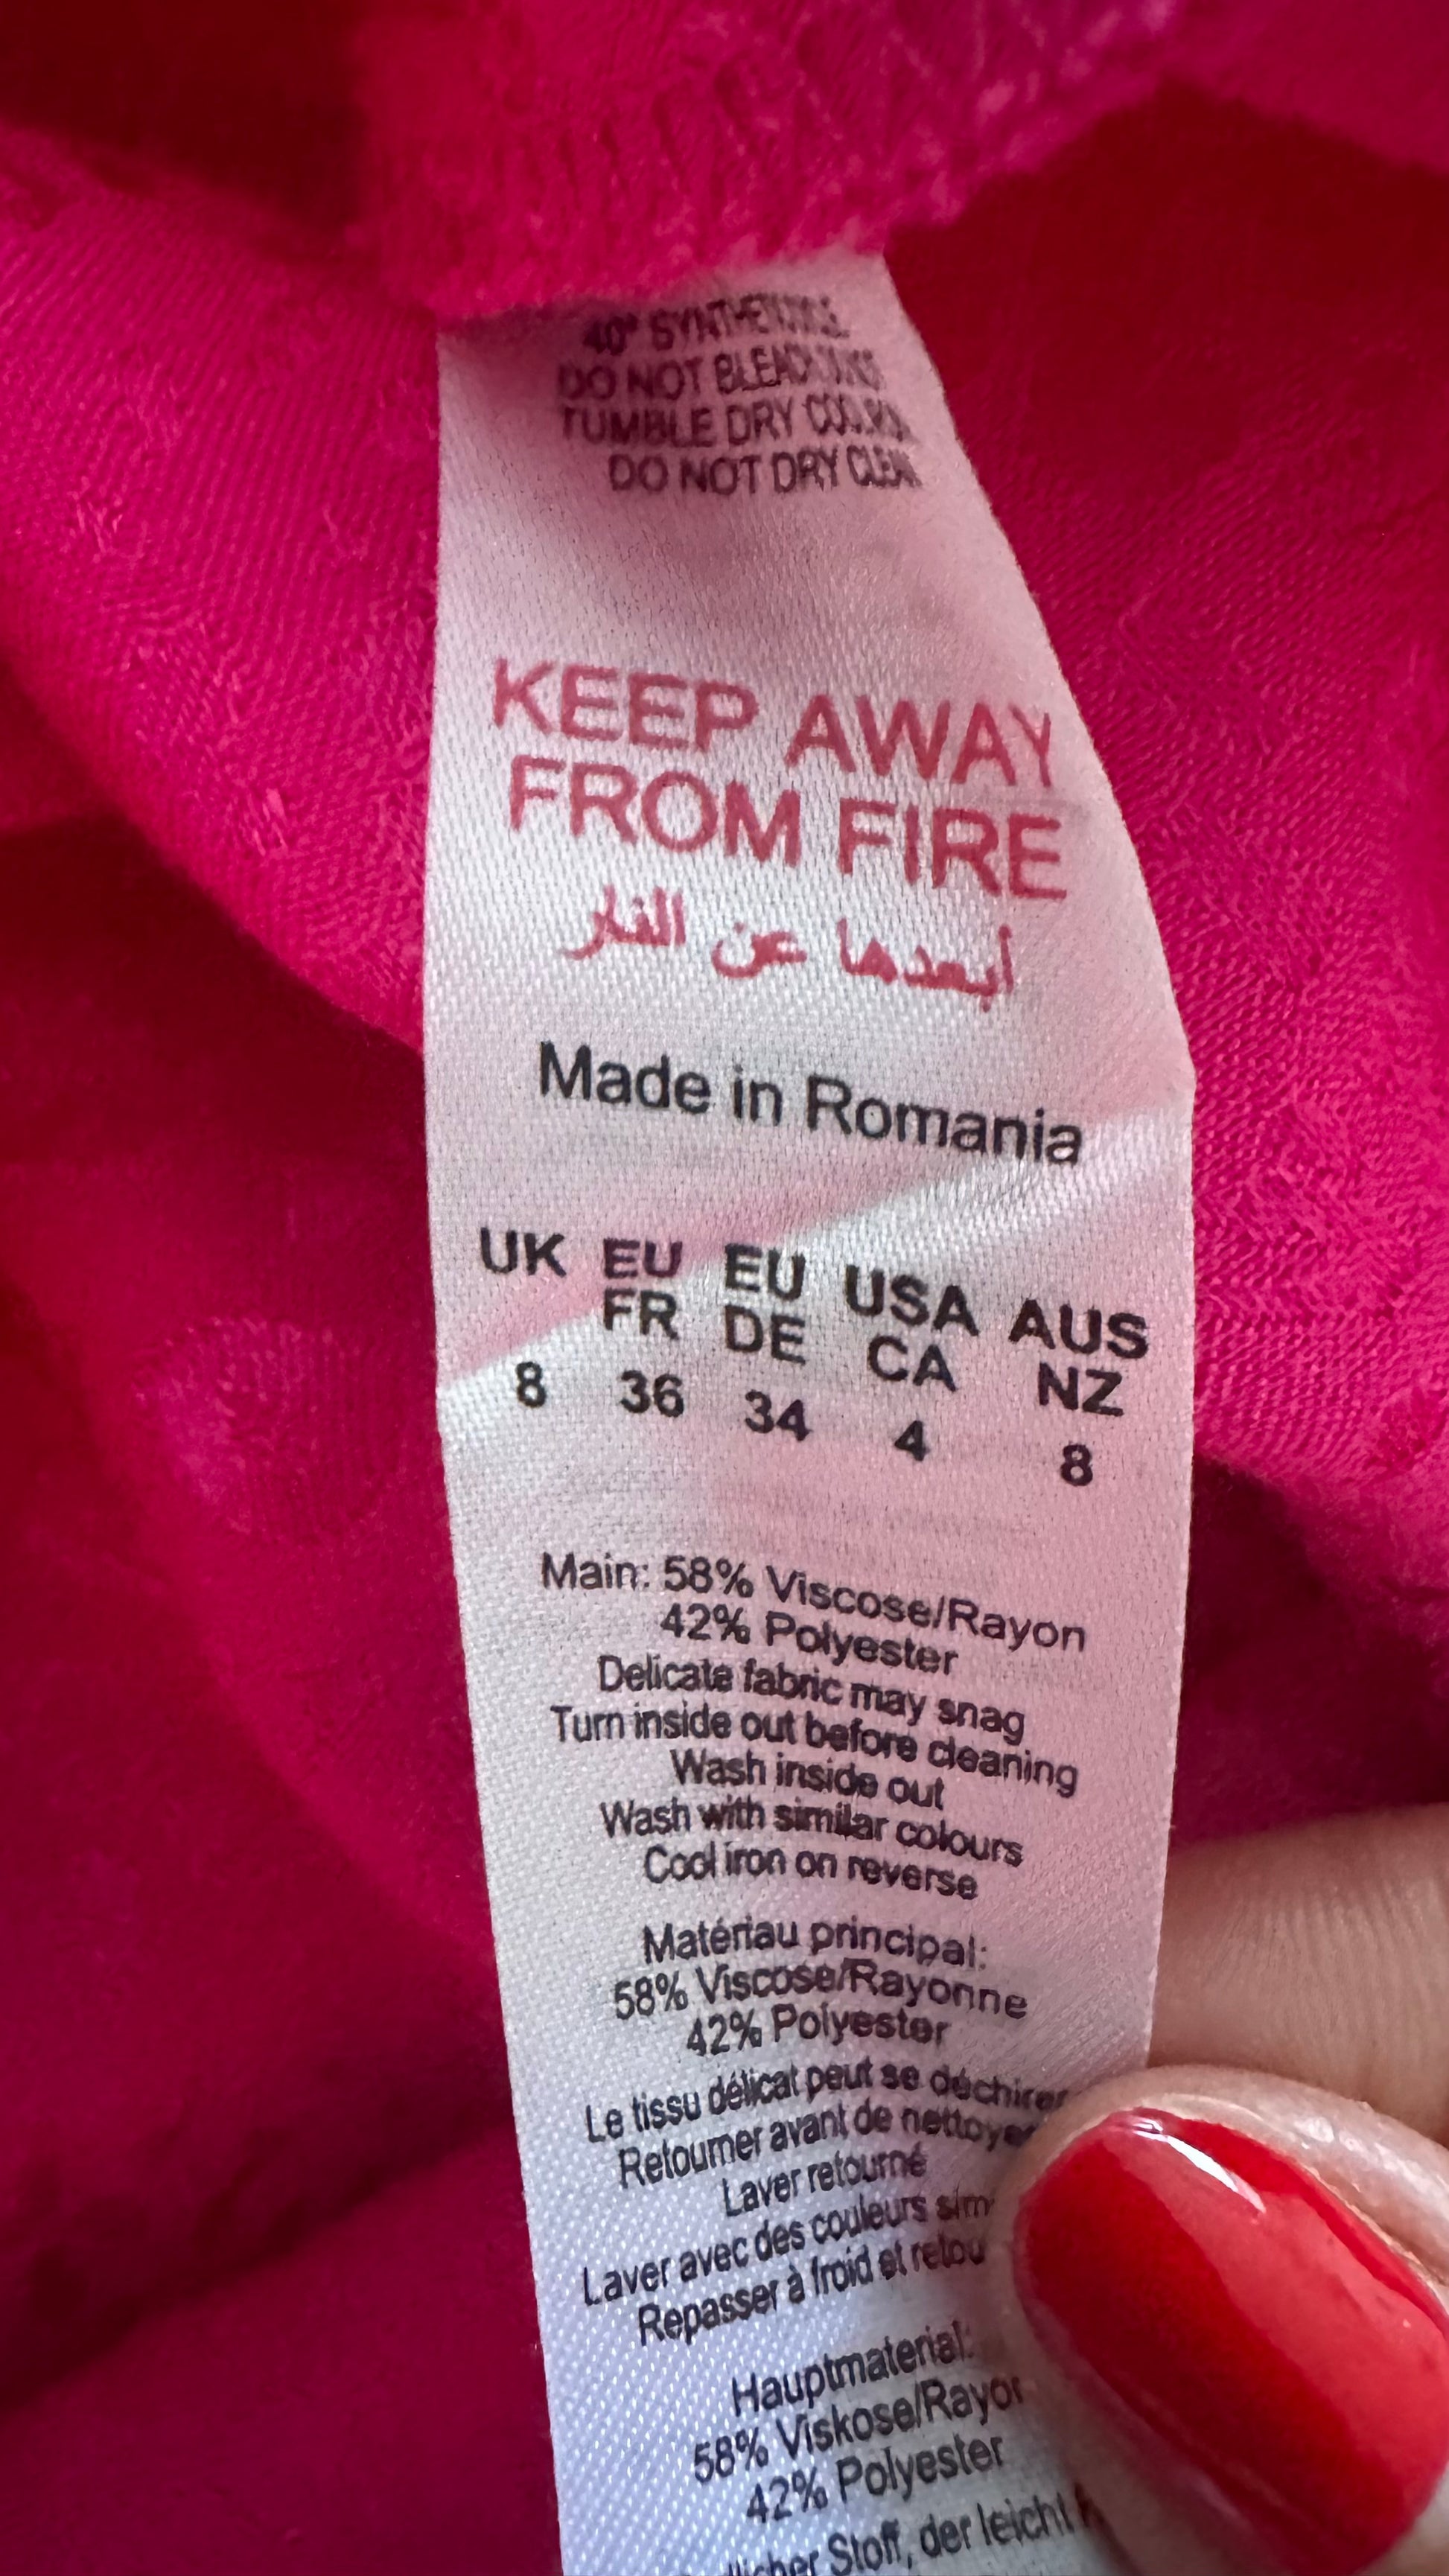 40° SYNTHETICS
DO NOT BLEACH
TUMBLE DRY COOL
DO NOT DRY CLEAN
KEEP AWAY
FROM FIRE
أبعدها عن النار
Made in Romania
UK EU EU USA AUS
FR DE CA NZ
8 36 34 4 8
Main: 58% Viscose/Rayon
42% Polyester
Delicate fabric may snag
Turn inside out before cleaning
Wash inside out
Wash with similar colours
Cool iron on reverse
Matériau principal:
58% Viscose/Rayonne
42% Polyester
Le tissu délicat peut se déchirer
Retourner avant de nettoyer
Laver retourné
Laver avec des couleurs sim
Repasser à froid et retou
Hauptmaterial:
58% Viskose/Rayon
42% Polyester
Stoff, der leicht